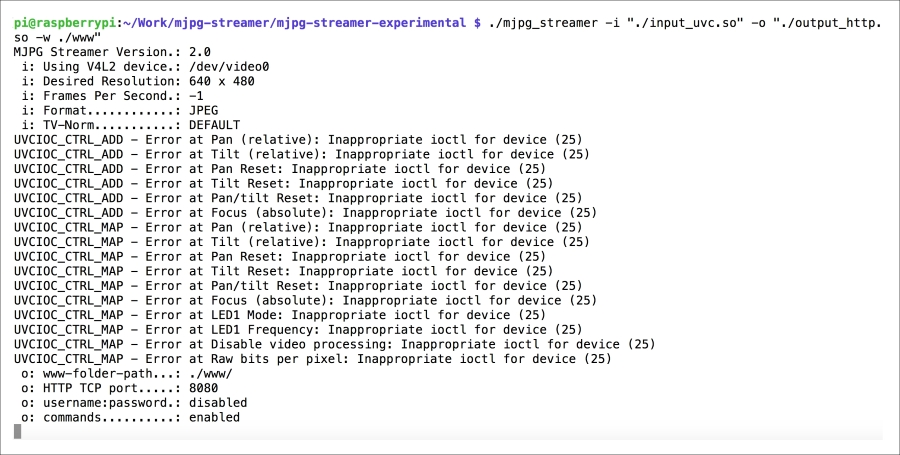 pi@raspberrypi:~/Work/mjpg-streamer/mjpg-streamer-experimental $ ./mjpg_streamer -i "./input_uvc.so" -o "./output_http.
so -w ./www"
MJPG Streamer Version.: 2.0
 i: Using V4L2 device.: /dev/video0
 i: Desired Resolution: 640 x 480
 i: Frames Per Second.: -1
 i: Format............: JPEG
 i: TV-Norm...........: DEFAULT
UVCIOC_CTRL_ADD - Error at Pan (relative): Inappropriate ioctl for device (25)
UVCIOC_CTRL_ADD - Error at Tilt (relative): Inappropriate ioctl for device (25)
UVCIOC_CTRL_ADD - Error at Pan Reset: Inappropriate ioctl for device (25)
UVCIOC_CTRL_ADD - Error at Tilt Reset: Inappropriate ioctl for device (25)
UVCIOC_CTRL_ADD - Error at Pan/tilt Reset: Inappropriate ioctl for device (25)
UVCIOC_CTRL_ADD - Error at Focus (absolute): Inappropriate ioctl for device (25)
UVCIOC_CTRL_MAP - Error at Pan (relative): Inappropriate ioctl for device (25)
UVCIOC_CTRL_MAP - Error at Tilt (relative): Inappropriate ioctl for device (25)
UVCIOC_CTRL_MAP - Error at Pan Reset: Inappropriate ioctl for device (25)
UVCIOC_CTRL_MAP - Error at Tilt Reset: Inappropriate ioctl for device (25)
UVCIOC_CTRL_MAP - Error at Pan/tilt Reset: Inappropriate ioctl for device (25)
UVCIOC_CTRL_MAP - Error at Focus (absolute): Inappropriate ioctl for device (25)
UVCIOC_CTRL_MAP - Error at LED1 Mode: Inappropriate ioctl for device (25)
UVCIOC_CTRL_MAP - Error at LED1 Frequency: Inappropriate ioctl for device (25)
UVCIOC_CTRL_MAP - Error at Disable video processing: Inappropriate ioctl for device (25)
UVCIOC_CTRL_MAP - Error at Raw bits per pixel: Inappropriate ioctl for device (25)
 o: www-folder-path...: ./www/
 o: HTTP TCP port.....: 8080
 o: username:password.: disabled
 o: commands..........: enabled